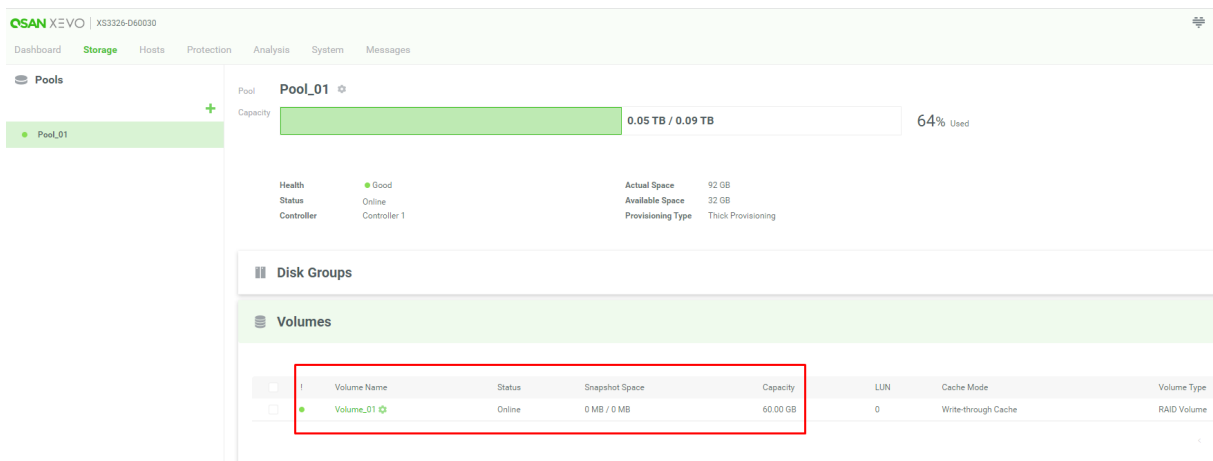 QSAN XEVO | XS3326-D60030
Dashboard Storage Hosts Protection Analysis System Messages
Pools
+
Pool_01
Pool Pool_01
Capacity 0.05 TB / 0.09 TB 64% Used
Health Good Actual Space 92 GB
Status Online Available Space 32 GB
Controller Controller 1 Provisioning Type Thick Provisioning
Disk Groups
Volumes
! Volume Name Status Snapshot Space Capacity LUN Cache Mode Volume Type
Volume_01 Online 0 MB / 0 MB 60.00 GB 0 Write-through Cache RAID Volume